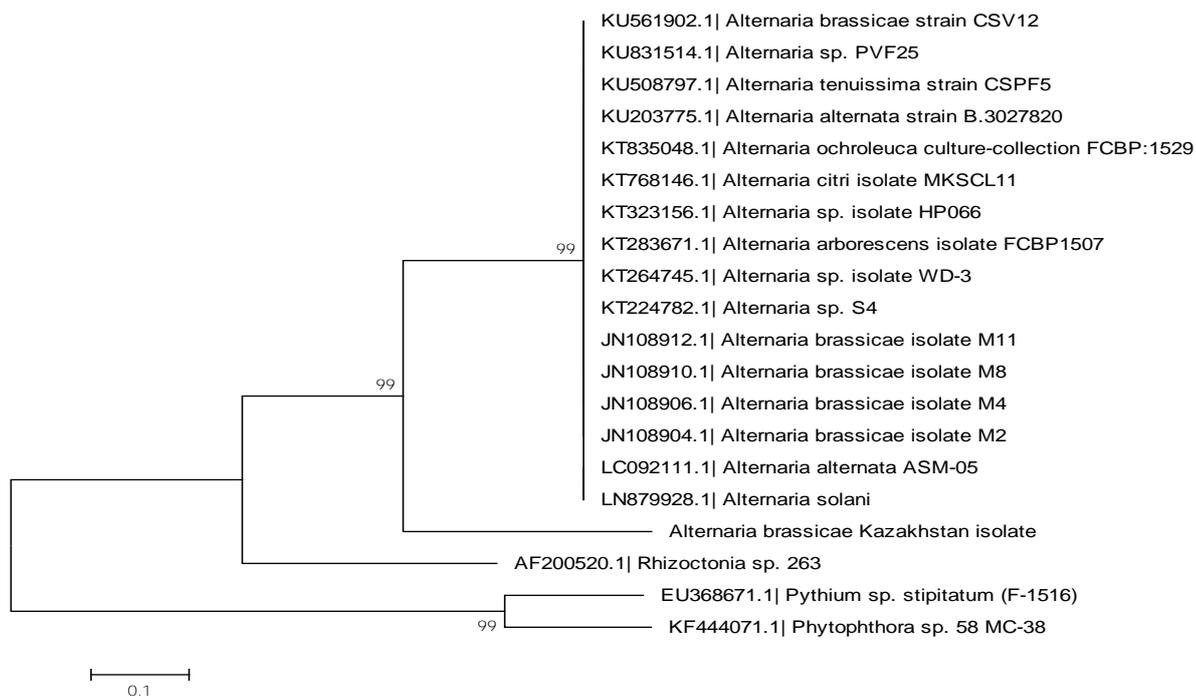 KU561902.1| Alternaria brassicae strain CSV12
KU831514.1| Alternaria sp. PVF25
KU508797.1| Alternaria tenuissima strain CSPF5
KU203775.1| Alternaria alternata strain B.3027820
KT835048.1| Alternaria ochroleuca culture-collection FCBP:1529
KT768146.1| Alternaria citri isolate MKSCL11
KT323156.1| Alternaria sp. isolate HP066
KT283671.1| Alternaria arborescens isolate FCBP1507
99
KT264745.1| Alternaria sp. isolate WD-3
KT224782.1| Alternaria sp. S4
JN108912.1| Alternaria brassicae isolate M11
JN108910.1| Alternaria brassicae isolate M8
99
JN108906.1| Alternaria brassicae isolate M4
JN108904.1| Alternaria brassicae isolate M2
LC092111.1| Alternaria alternata ASM-05
LN879928.1| Alternaria solani
Alternaria brassicae Kazakhstan isolate
AF200520.1| Rhizoctonia sp. 263
EU368671.1| Pythium sp. stipitatum (F-1516)
99
KF444071.1| Phytophthora sp. 58 MC-38
0.1